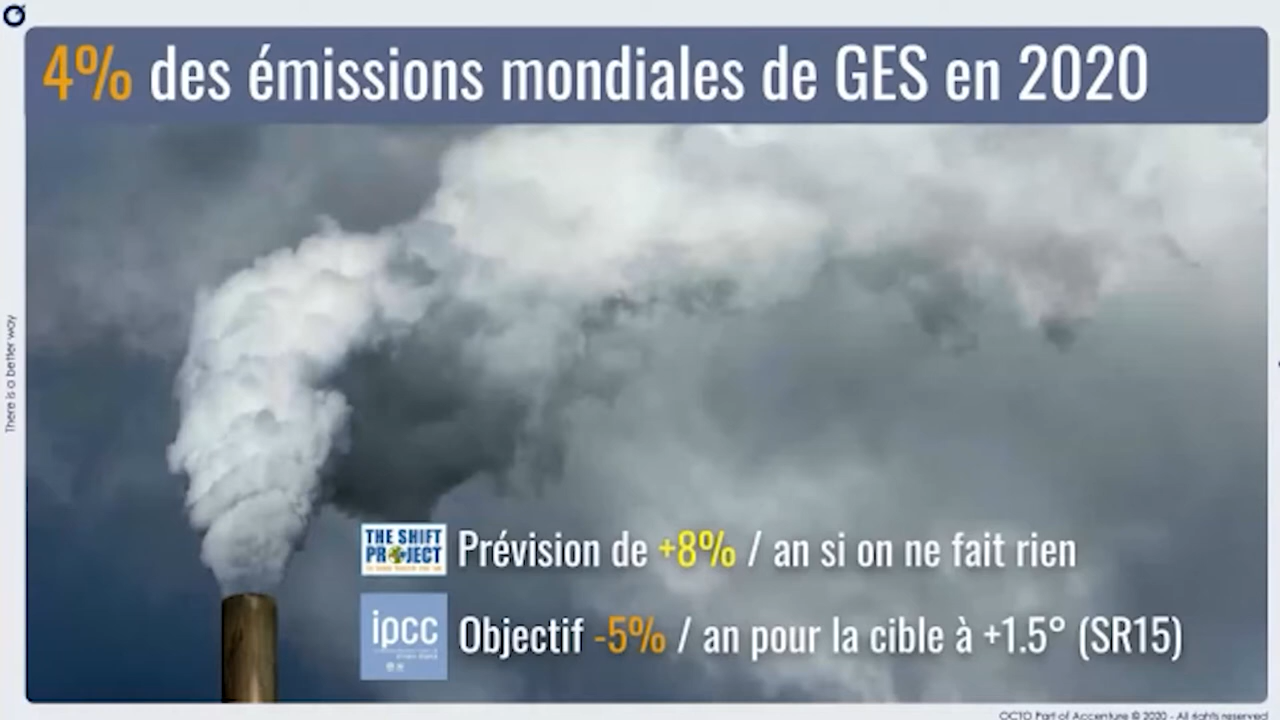 4% des émissions mondiales de GES en 2020
There is a better way
THE SHIFT
PROJECT
Prévision de +8% / an si on ne fait rien
ipcc
Objectif -5% / an pour la cible à +1.5° (SR15)
OCTO Part of Accenture © 2020 - All rights reserved